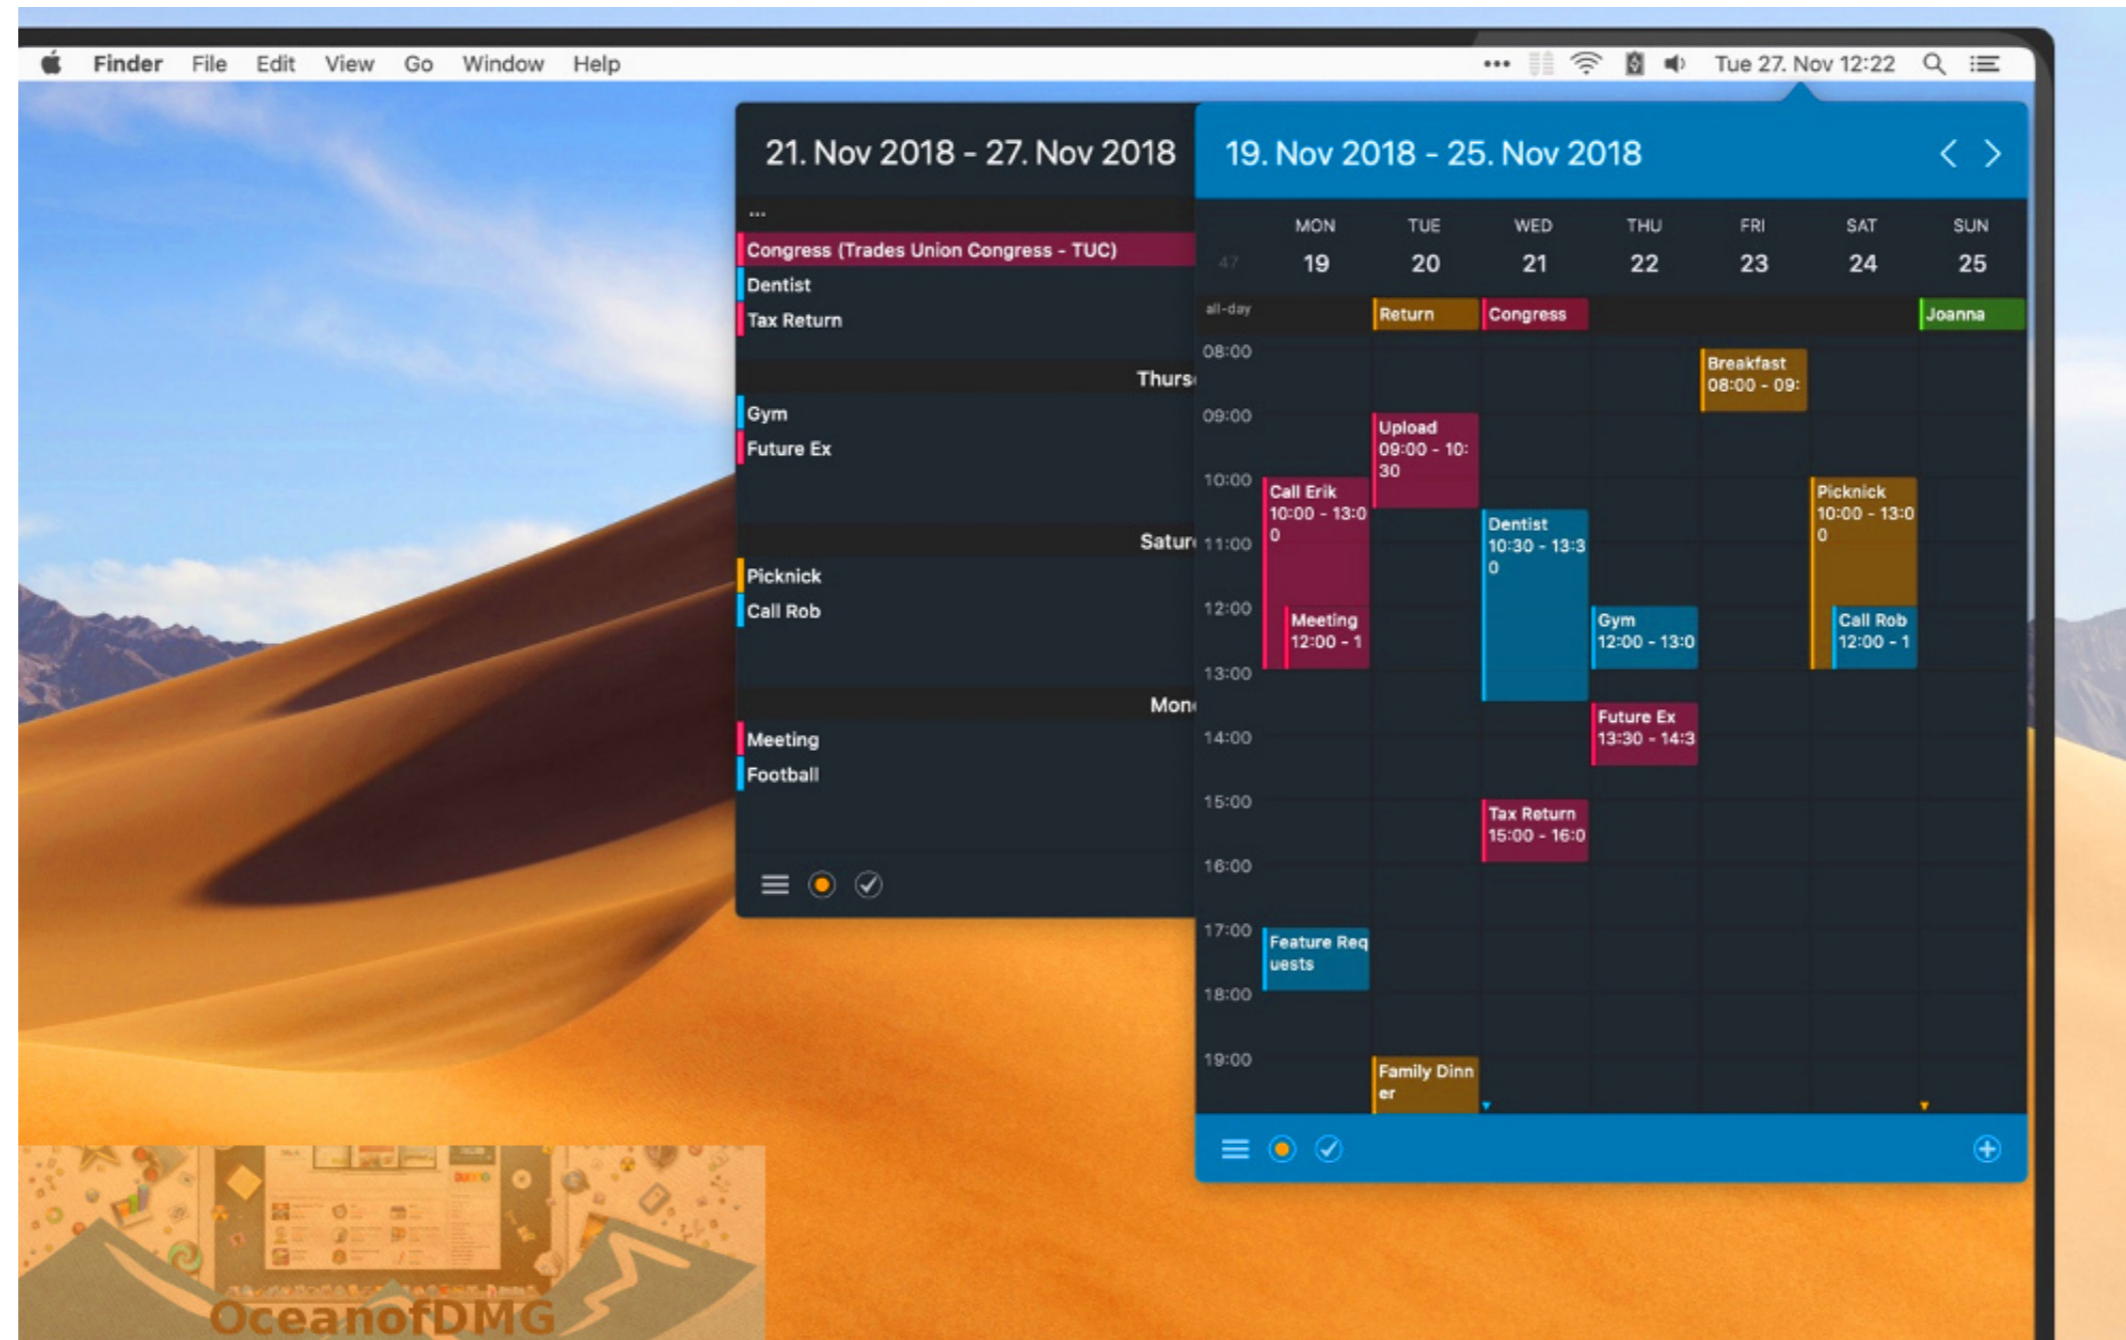 Finder File Edit View Go Window Help
Tue 27. Nov 12:22
21. Nov 2018 - 27. Nov 2018
...
Congress (Trades Union Congress - TUC)
Dentist
Tax Return
Thurs
Gym
Future Ex
Satur
Picknick
Call Rob
Mon
Meeting
Football
19. Nov 2018 - 25. Nov 2018
MON TUE WED THU FRI SAT SUN
47 19 20 21 22 23 24 25
all-day
Return
Congress
Joanna
08:00
Breakfast
08:00 - 09:
09:00
Upload
09:00 - 10:
30
10:00
Call Erik
10:00 - 13:0
0
Picknick
10:00 - 13:0
0
Dentist
10:30 - 13:3
0
11:00
12:00
Meeting
12:00 - 1
Gym
12:00 - 13:0
Call Rob
12:00 - 1
13:00
Future Ex
13:30 - 14:3
14:00
15:00
Tax Return
15:00 - 16:0
16:00
17:00
Feature Req
uests
18:00
19:00
Family Dinn
er
OceanofDMG